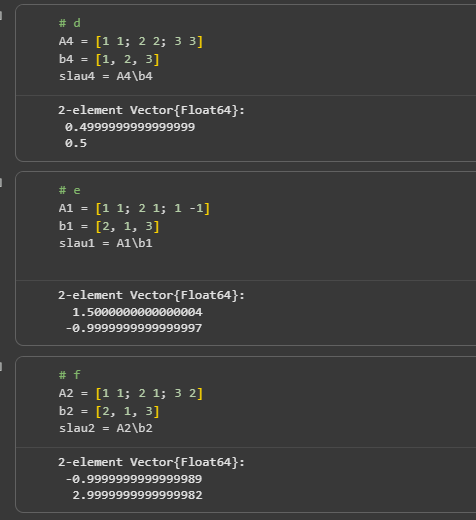 # d
A4 = [1 1; 2 2; 3 3]
b4 = [1, 2, 3]
slau4 = A4\b4
2-element Vector{Float64}:
0.4999999999999999
0.5
# e
A1 = [1 1; 2 1; 1 -1]
b1 = [2, 1, 3]
slau1 = A1\b1
2-element Vector{Float64}:
1.5000000000000004
-0.9999999999999997
# f
A2 = [1 1; 2 1; 3 2]
b2 = [2, 1, 3]
slau2 = A2\b2
2-element Vector{Float64}:
-0.9999999999999989
2.9999999999999982